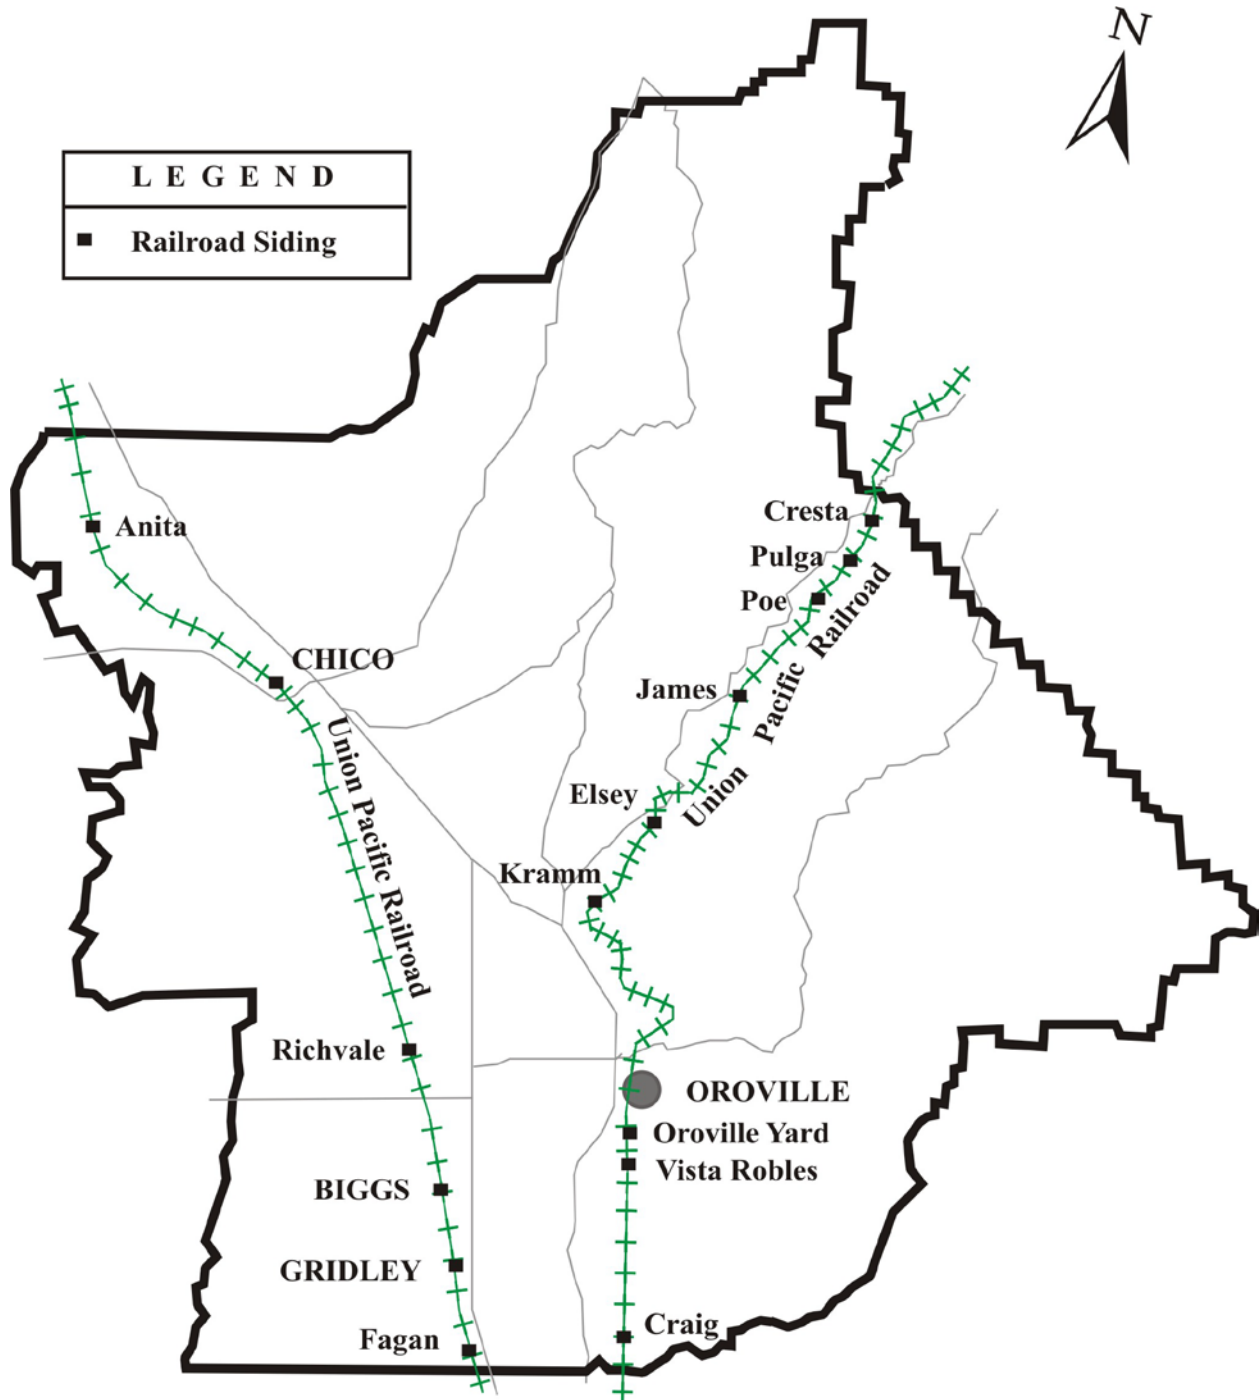 N
LEGEND
Railroad Siding
Anita
Cresta
Pulga
Poe
Union Pacific Railroad
CHICO
James
Union Pacific Railroad
Elsey
Kramm
Richvale
OROVILLE
Oroville Yard
Vista Robles
BIGGS
GRIDLEY
Craig
Fagan